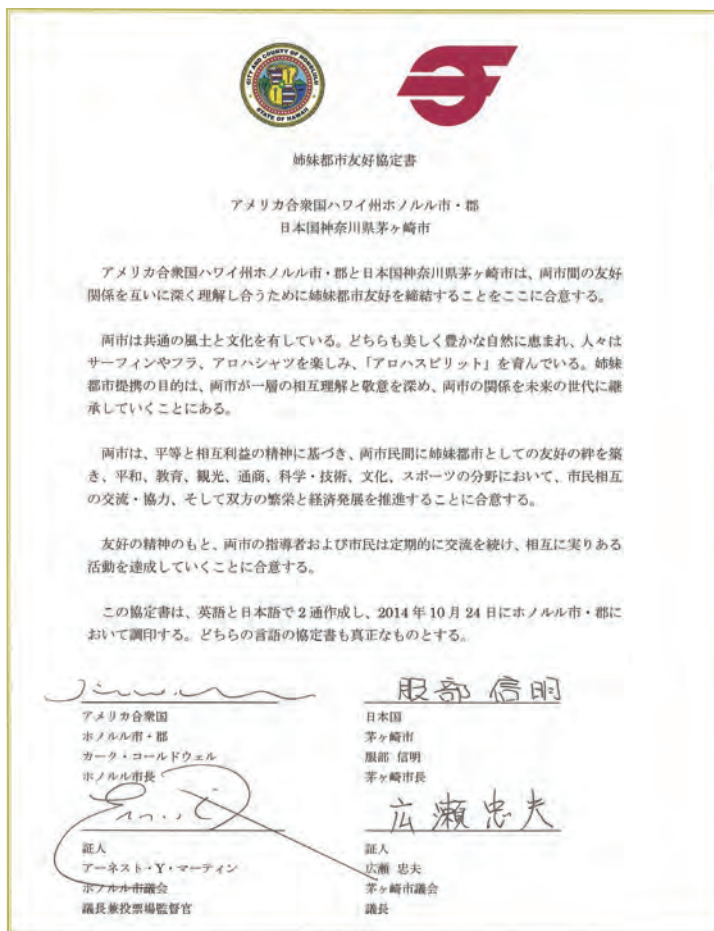 CITY AND COUNTY OF HONOLULU
STATE OF HAWAII
姉妹都市友好協定書
アメリカ合衆国ハワイ州ホノルル市・郡
日本国神奈川県茅ヶ崎市
アメリカ合衆国ハワイ州ホノルル市・郡と日本国神奈川県茅ヶ崎市は、両市間の友好
関係を互いに深く理解し合うために姉妹都市友好を締結することをここに合意する。
両市は共通の風土と文化を有している。どちらも美しく豊かな自然に恵まれ、人々は
サーフィンやフラ、アロハシャツを楽しみ、「アロハスピリット」を育んでいる。姉妹
都市提携の目的は、両市が一層の相互理解と敬意を深め、両市の関係を未来の世代に継
承していくことにある。
両市は、平等と相互利益の精神に基づき、両市民間に姉妹都市としての友好の絆を築
き、平和、教育、観光、通商、科学・技術、文化、スポーツの分野において、市民相互
の交流・協力、そして双方の繁栄と経済発展を推進することに合意する。
友好の精神のもと、両市の指導者および市民は定期的に交流を続け、相互に実りある
活動を達成していくことに合意する。
この協定書は、英語と日本語で2通作成し、2014年10月24日にホノルル市・郡に
おいて調印する。どちらの言語の協定書も真正なものとする。
アメリカ合衆国
ホノルル市・郡
カーク・コールドウェル
ホノルル市長
服部 信明
日本国
茅ヶ崎市
服部 信明
茅ヶ崎市長
証人
アーネスト・Y・マーティン
ホノルル市議会
議長兼投票場監督官
広瀬忠夫
証人
広瀬 忠夫
茅ヶ崎市議会
議長